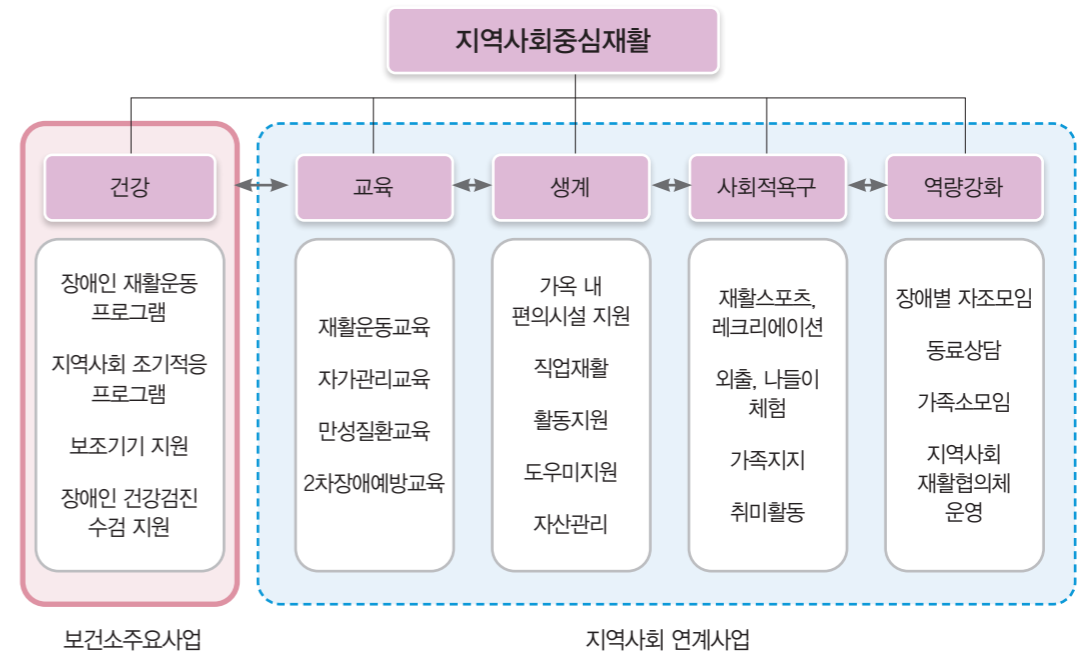 지역사회중심재활
건강
교육
생계
사회적욕구
역량강화
장애인 재활운동
프로그램
지역사회 조기적응
프로그램
보조기기 지원
장애인 건강검진
수검 지원
재활운동교육
자가관리교육
만성질환교육
2차장애예방교육
가옥 내
편의시설 지원
직업재활
활동지원
도우미지원
자산관리
재활스포츠,
레크리에이션
외출, 나들이
체험
가족지지
취미활동
장애별 자조모임
동료상담
가족소모임
지역사회
재활협의체
운영
보건소주요사업
지역사회 연계사업